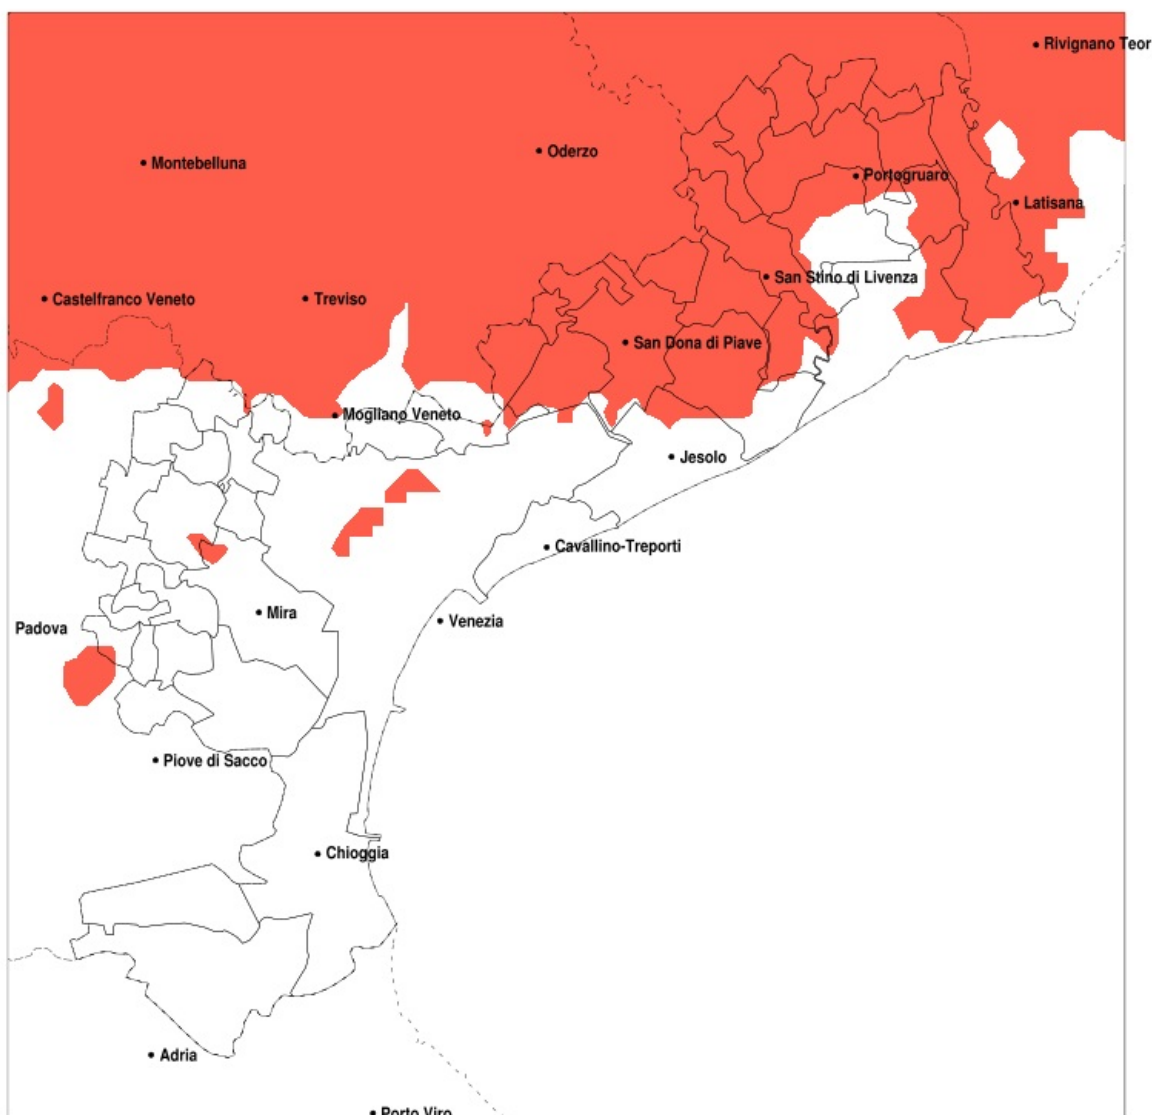 Rivignano Teor
Oderzo
Montebelluna
Portogruaro
Latisana
San Stino di Livenza
Castelfranco Veneto
Treviso
San Dona di Piave
Mogliano Veneto
Jesolo
Cavallino-Treporti
Mira
Venezia
Padova
Piove di Sacco
Chioggia
Adria
Porto Viro